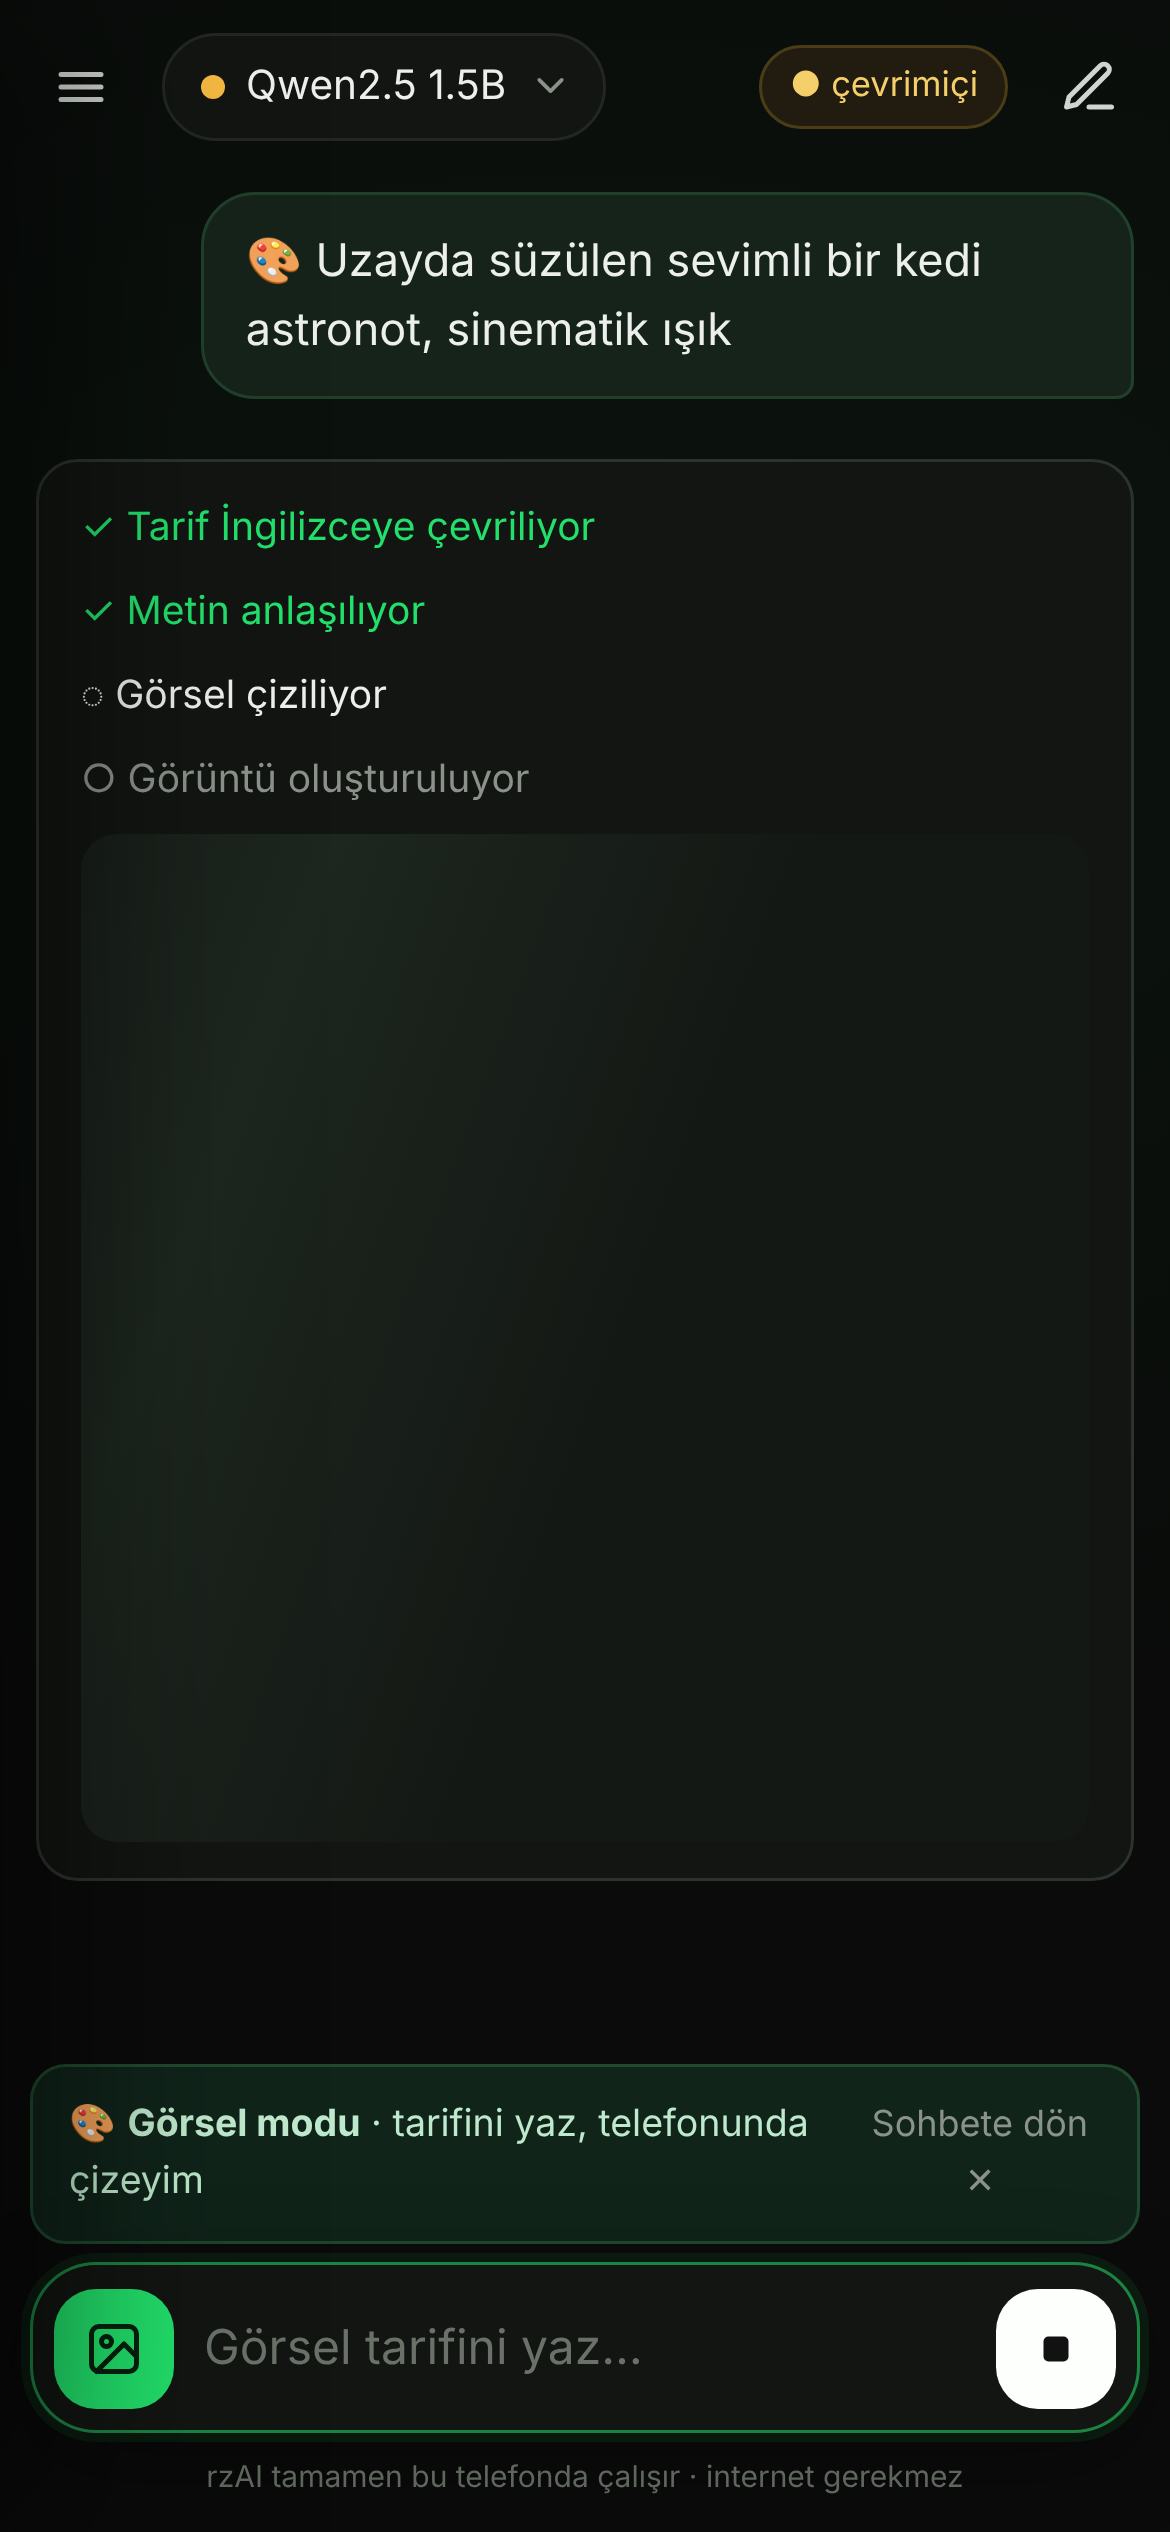 Qwen2.5 1.5B
çevrimiçi
🎨 Uzayda süzülen sevimli bir kedi
astronot, sinematik ışık
✓ Tarif İngilizceye çevriliyor
✓ Metin anlaşılıyor
◌ Görsel çiziliyor
○ Görüntü oluşturuluyor
🎨 Görsel modu · tarifini yaz, telefonunda
çizeyim
Sohbete dön
✕
Görsel tarifini yaz...
rzAI tamamen bu telefonda çalışır · internet gerekmez